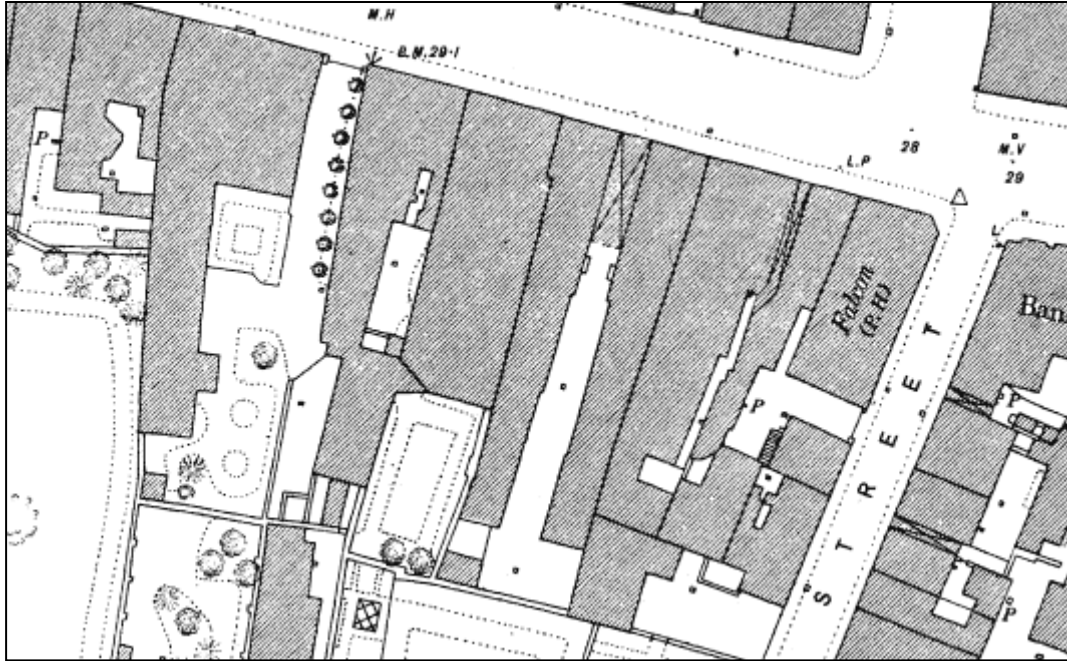 M.H
B.M.29·1
P
L.P
28
M.V
29
L
Falcon
(P.H)
Ban
P
P
STREET
P